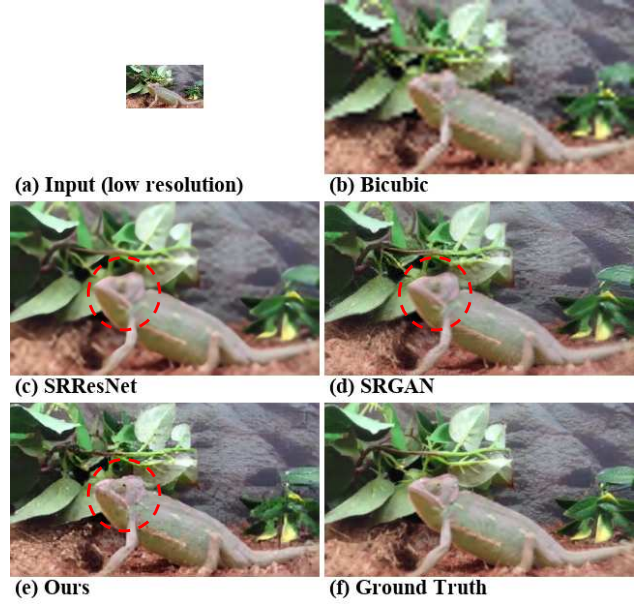 (a) Input (low resolution)
(b) Bicubic
(c) SRResNet
(d) SRGAN
(e) Ours
(f) Ground Truth